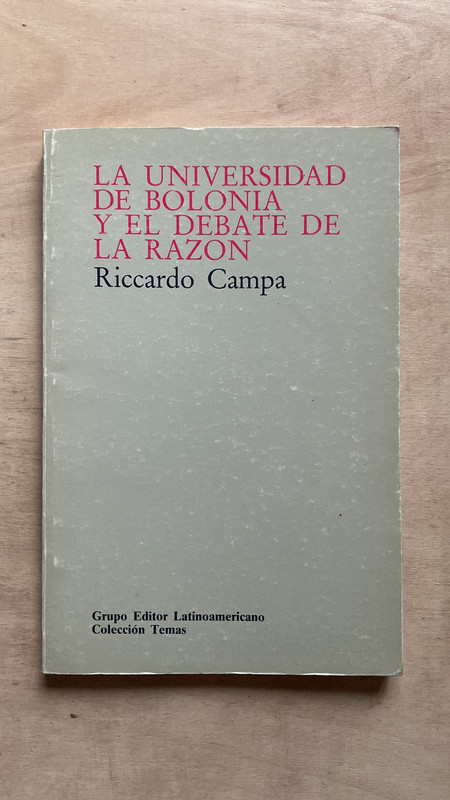 LA UNIVERSIDAD
DE BOLONIA
Y EL DEBATE DE
LA RAZON
Riccardo Campa
Grupo Editor Latinoamericano
Colección Temas